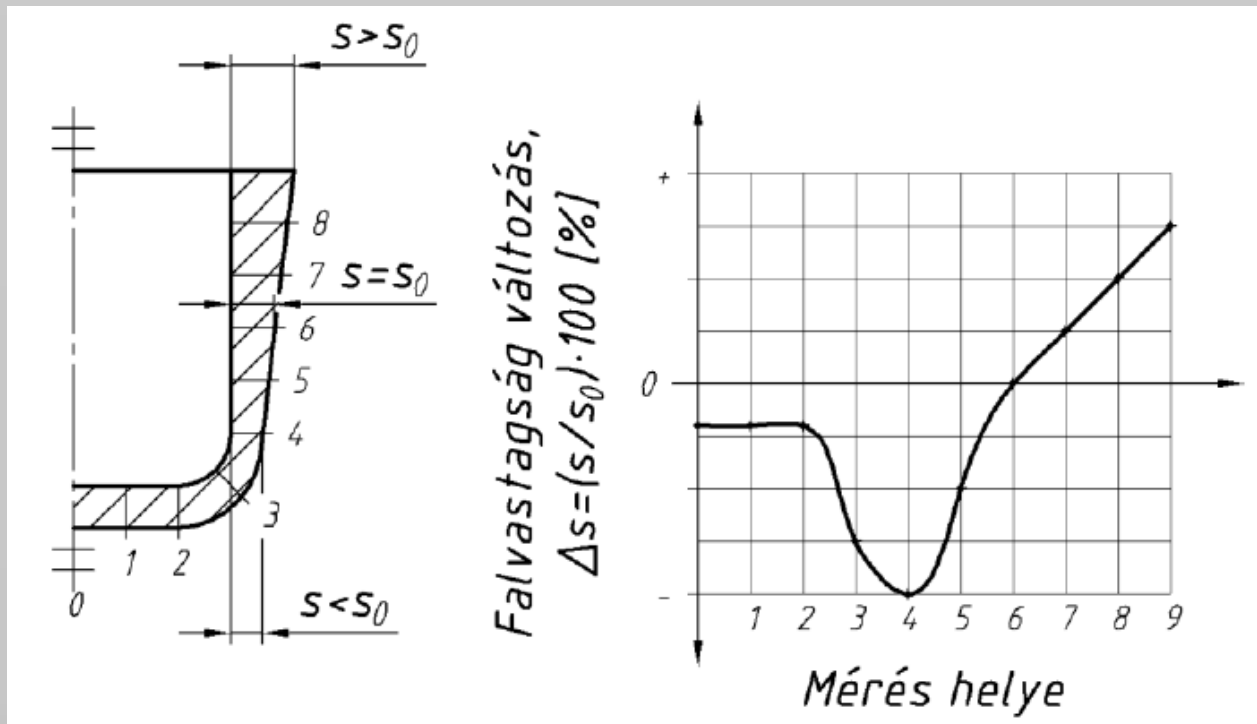 s>s₀
8
7
s=s₀
6
5
4
3
1 2
0
s<s₀
Falvastagság változás,
Δs=(s/s₀)·100 [%]
+
0
-
1 2 3 4 5 6 7 8 9
Mérés helye